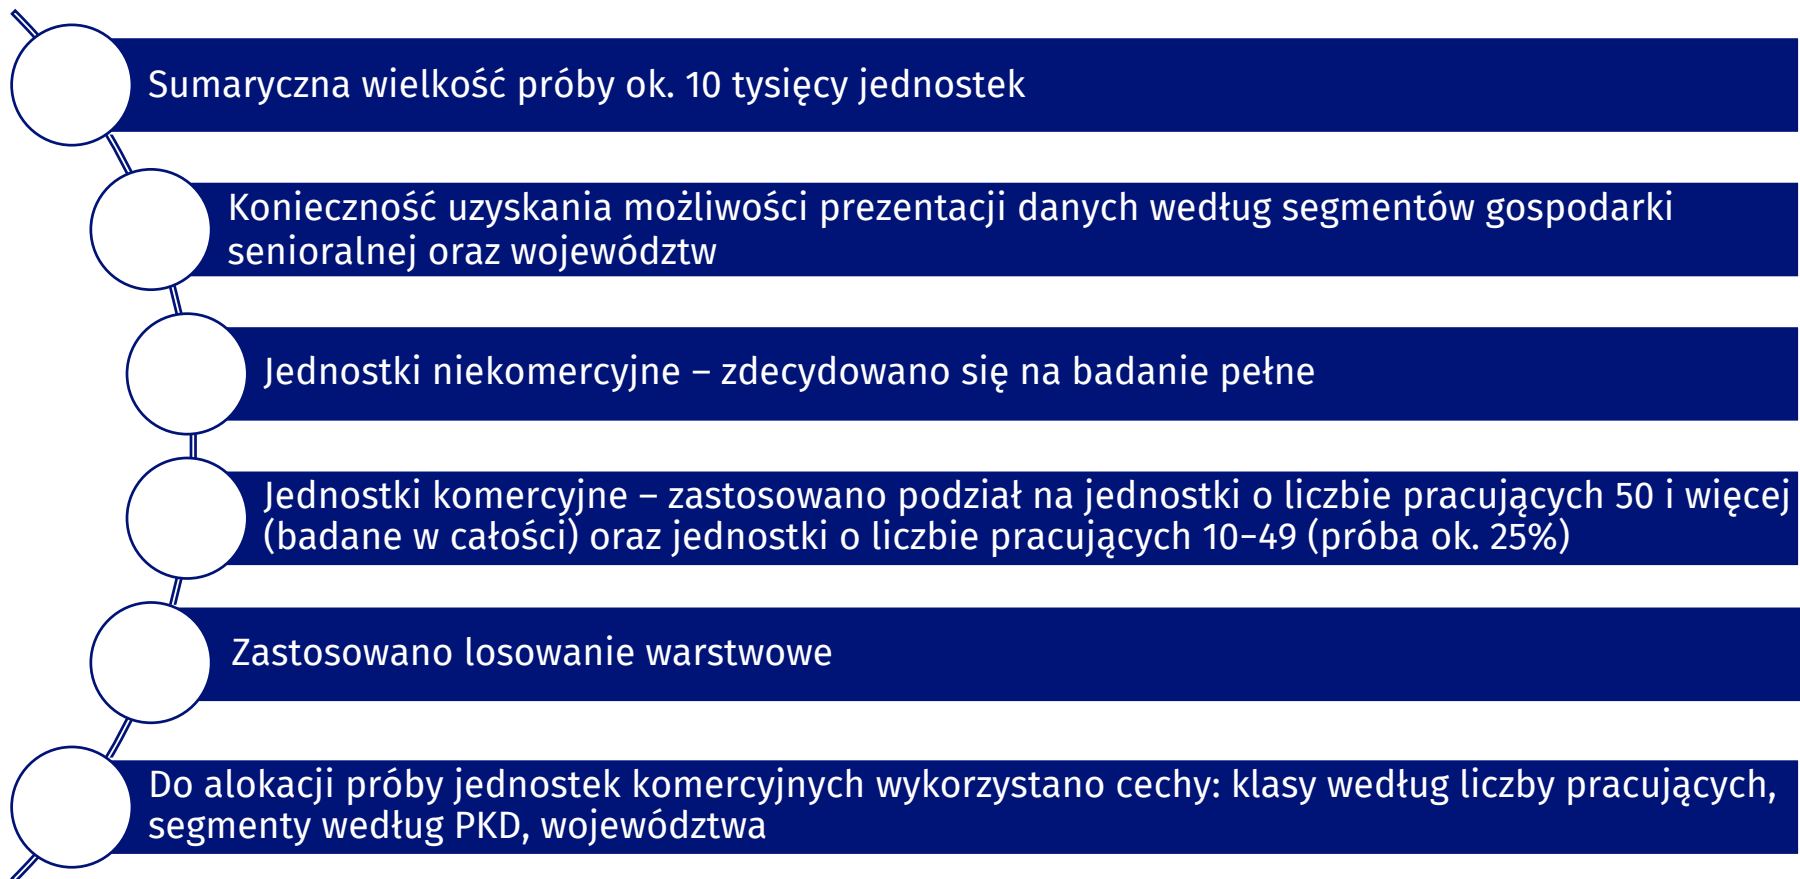 Sumaryczna wielkość próby ok. 10 tysięcy jednostek
Konieczność uzyskania możliwości prezentacji danych według segmentów gospodarki
senioralnej oraz województw
Jednostki niekomercyjne – zdecydowano się na badanie pełne
Jednostki komercyjne – zastosowano podział na jednostki o liczbie pracujących 50 i więcej
(badane w całości) oraz jednostki o liczbie pracujących 10–49 (próba ok. 25%)
Zastosowano losowanie warstwowe
Do alokacji próby jednostek komercyjnych wykorzystano cechy: klasy według liczby pracujących,
segmenty według PKD, województwa